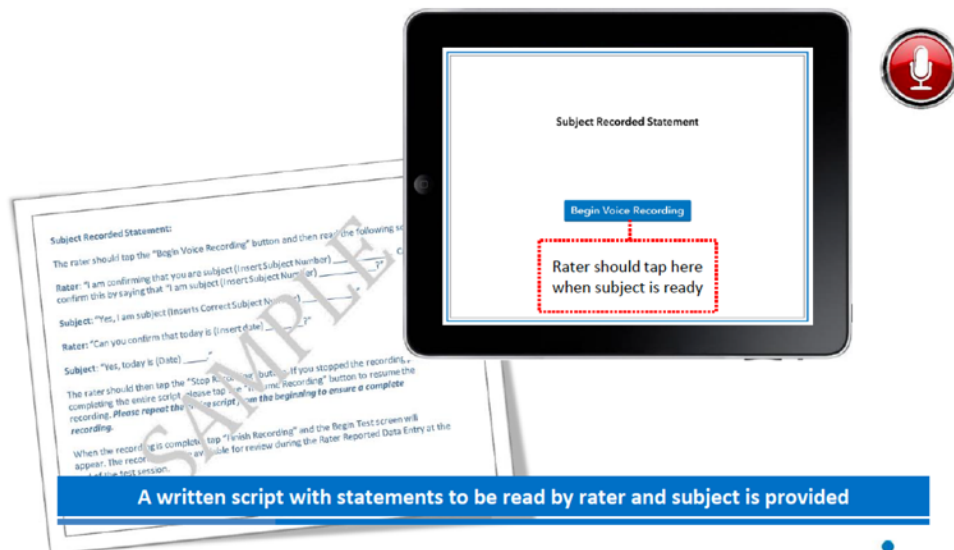 Subject Recorded Statement
Begin Voice Recording
Rater should tap here
when subject is ready
Subject Recorded Statement:
The rater should tap the "Begin Voice Recording" button and then read the following
Rater: "I am confirming that you are subject (Insert Subject Number) ____________
confirm this by saying that "I am subject (Insert Subject Number) ____________?"
Subject: "Yes, I am subject (Inserts Correct Subject Number) ____________."
Rater: "Can you confirm that today is (Insert date) ________?"
Subject: "Yes, today is (Date) _____."
The rater should then tap the "Stop Recording" button. If you stopped the recording
completing the entire script, please tap the "Resume Recording" button to resume the
recording. Please repeat the entire script from the beginning to ensure a complete
recording.
When the recording is complete, tap "Finish Recording" and the Begin Test screen will
appear. The available for review during the Rater Reported Data Entry at the
of the test session.
SAMPLE
A written script with statements to be read by rater and subject is provided